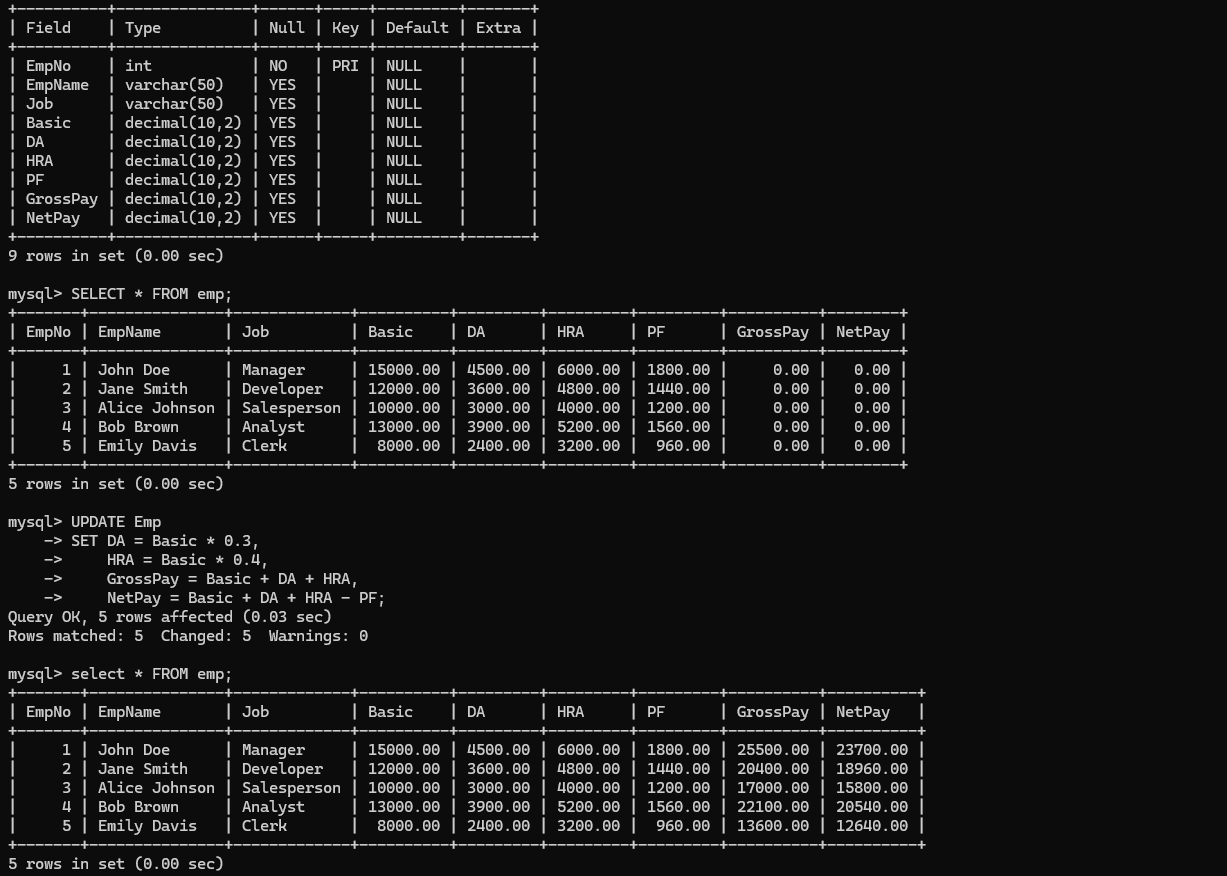 +----------+---------------+------+-----+---------+-------+
| Field    | Type          | Null | Key | Default | Extra |
+----------+---------------+------+-----+---------+-------+
| EmpNo    | int           | NO   | PRI | NULL    |       |
| EmpName  | varchar(50)   | YES  |     | NULL    |       |
| Job      | varchar(50)   | YES  |     | NULL    |       |
| Basic    | decimal(10,2) | YES  |     | NULL    |       |
| DA       | decimal(10,2) | YES  |     | NULL    |       |
| HRA      | decimal(10,2) | YES  |     | NULL    |       |
| PF       | decimal(10,2) | YES  |     | NULL    |       |
| GrossPay | decimal(10,2) | YES  |     | NULL    |       |
| NetPay   | decimal(10,2) | YES  |     | NULL    |       |
+----------+---------------+------+-----+---------+-------+
9 rows in set (0.00 sec)

mysql> SELECT * FROM emp;
+-------+---------------+-------------+----------+---------+---------+---------+----------+--------+
| EmpNo | EmpName       | Job         | Basic    | DA      | HRA     | PF      | GrossPay | NetPay |
+-------+---------------+-------------+----------+---------+---------+---------+----------+--------+
|     1 | John Doe      | Manager     | 15000.00 | 4500.00 | 6000.00 | 1800.00 |     0.00 |   0.00 |
|     2 | Jane Smith    | Developer   | 12000.00 | 3600.00 | 4800.00 | 1440.00 |     0.00 |   0.00 |
|     3 | Alice Johnson | Salesperson | 10000.00 | 3000.00 | 4000.00 | 1200.00 |     0.00 |   0.00 |
|     4 | Bob Brown     | Analyst     | 13000.00 | 3900.00 | 5200.00 | 1560.00 |     0.00 |   0.00 |
|     5 | Emily Davis   | Clerk       |  8000.00 | 2400.00 | 3200.00 |  960.00 |     0.00 |   0.00 |
+-------+---------------+-------------+----------+---------+---------+---------+----------+--------+
5 rows in set (0.00 sec)

mysql> UPDATE Emp
    -> SET DA = Basic * 0.3,
    ->     HRA = Basic * 0.4,
    ->     GrossPay = Basic + DA + HRA,
    ->     NetPay = Basic + DA + HRA - PF;
Query OK, 5 rows affected (0.03 sec)
Rows matched: 5  Changed: 5  Warnings: 0

mysql> select * FROM emp;
+-------+---------------+-------------+----------+---------+---------+---------+----------+----------+
| EmpNo | EmpName       | Job         | Basic    | DA      | HRA     | PF      | GrossPay | NetPay   |
+-------+---------------+-------------+----------+---------+---------+---------+----------+----------+
|     1 | John Doe      | Manager     | 15000.00 | 4500.00 | 6000.00 | 1800.00 | 25500.00 | 23700.00 |
|     2 | Jane Smith    | Developer   | 12000.00 | 3600.00 | 4800.00 | 1440.00 | 20400.00 | 18960.00 |
|     3 | Alice Johnson | Salesperson | 10000.00 | 3000.00 | 4000.00 | 1200.00 | 17000.00 | 15800.00 |
|     4 | Bob Brown     | Analyst     | 13000.00 | 3900.00 | 5200.00 | 1560.00 | 22100.00 | 20540.00 |
|     5 | Emily Davis   | Clerk       |  8000.00 | 2400.00 | 3200.00 |  960.00 | 13600.00 | 12640.00 |
+-------+---------------+-------------+----------+---------+---------+---------+----------+----------+
5 rows in set (0.00 sec)